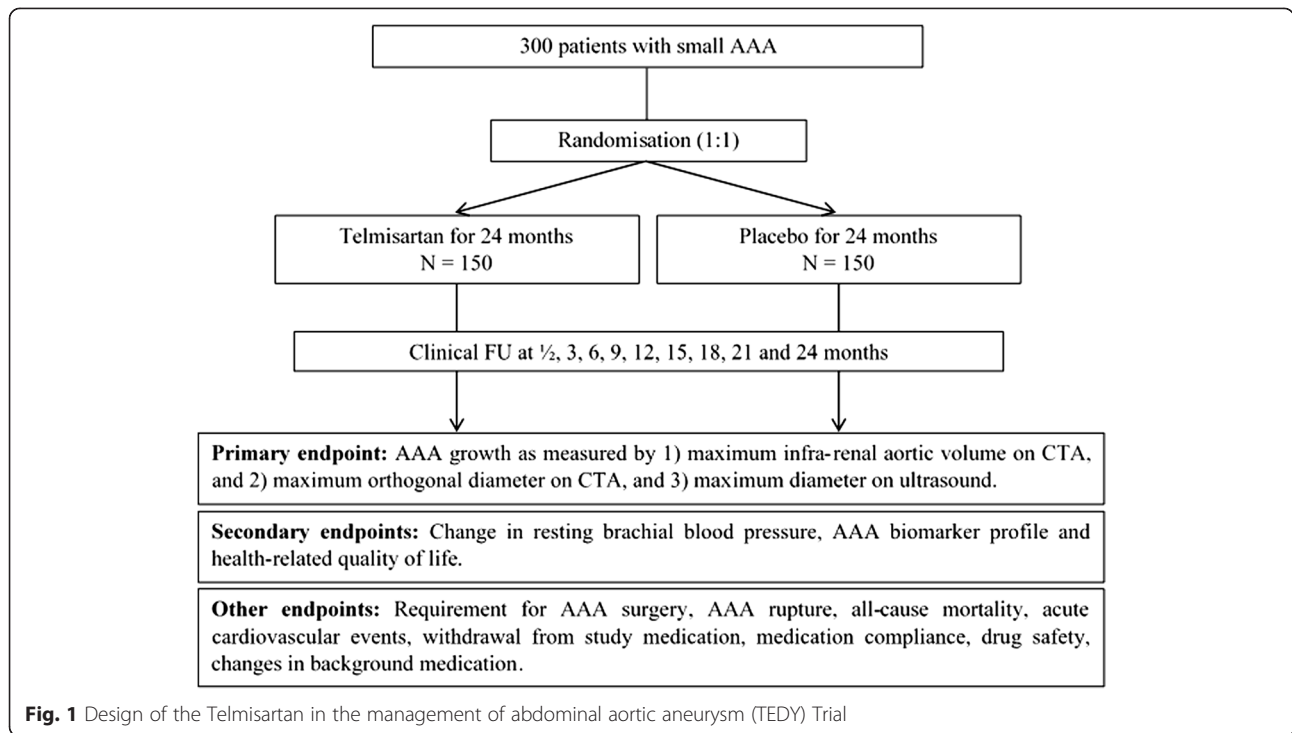 300 patients with small AAA
Randomisation (1:1)
Telmisartan for 24 months
N = 150
Placebo for 24 months
N = 150
Clinical FU at ½, 3, 6, 9, 12, 15, 18, 21 and 24 months
Primary endpoint: AAA growth as measured by 1) maximum infra-renal aortic volume on CTA,
and 2) maximum orthogonal diameter on CTA, and 3) maximum diameter on ultrasound.
Secondary endpoints: Change in resting brachial blood pressure, AAA biomarker profile and
health-related quality of life.
Other endpoints: Requirement for AAA surgery, AAA rupture, all-cause mortality, acute
cardiovascular events, withdrawal from study medication, medication compliance, drug safety,
changes in background medication.
Fig. 1 Design of the Telmisartan in the management of abdominal aortic aneurysm (TEDY) Trial